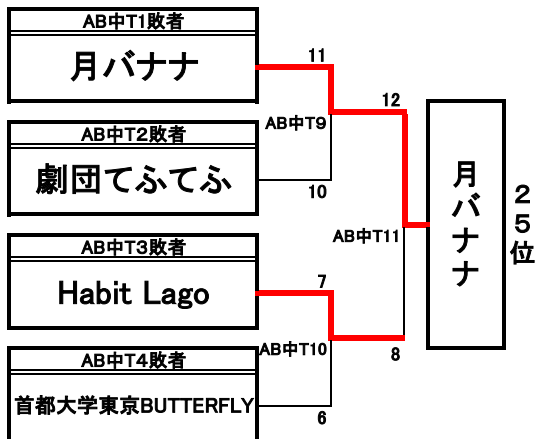 AB中T1敗者
月バナナ
11
12
AB中T2敗者
AB中T9
劇団てふてふ
10
月バナナ
25位
AB中T3敗者
AB中T11
Habit Lago
7
8
AB中T4敗者
AB中T10
首都大学東京BUTTERFLY
6